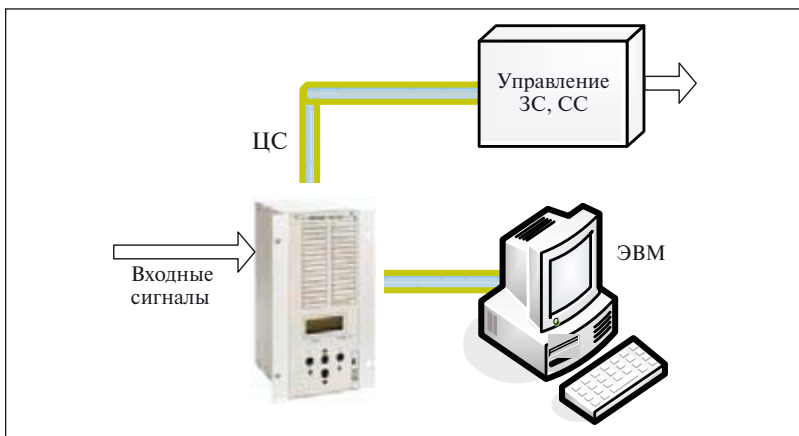 Управление
ЗС, СС
ЦС
Входные
сигналы
ЭВМ